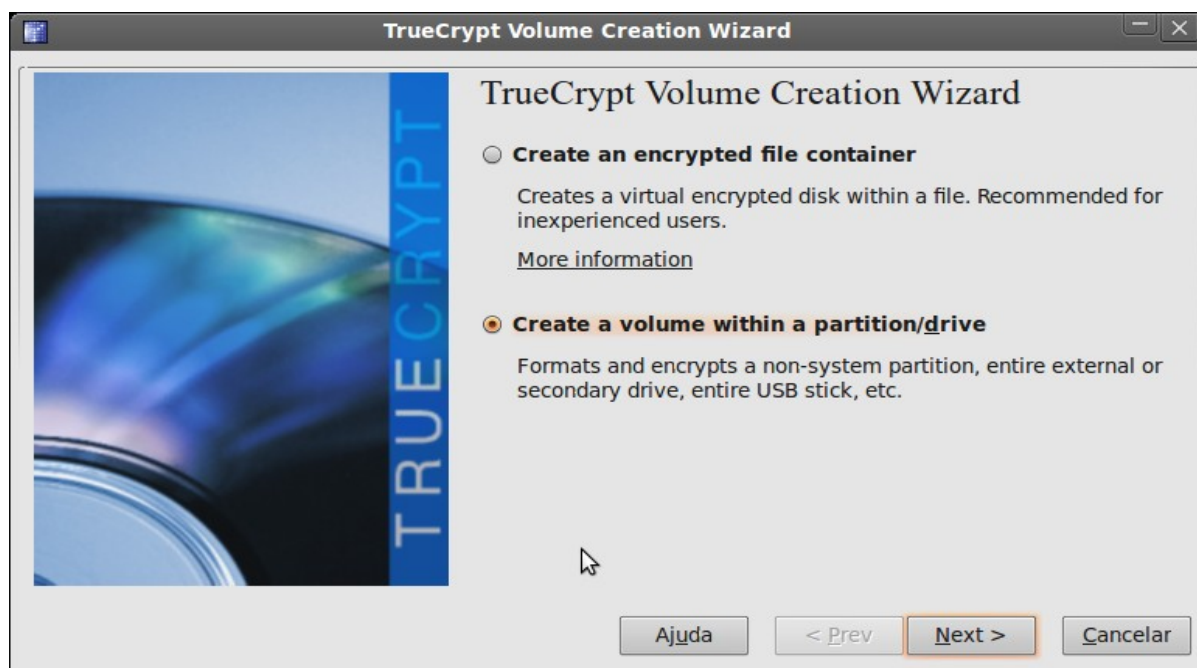 TrueCrypt Volume Creation Wizard
TRUECRYPT
TrueCrypt Volume Creation Wizard
Create an encrypted file container
Creates a virtual encrypted disk within a file. Recommended for
inexperienced users.
More information
Create a volume within a partition/drive
Formats and encrypts a non-system partition, entire external or
secondary drive, entire USB stick, etc.
Ajuda
< Prev
Next >
Cancelar